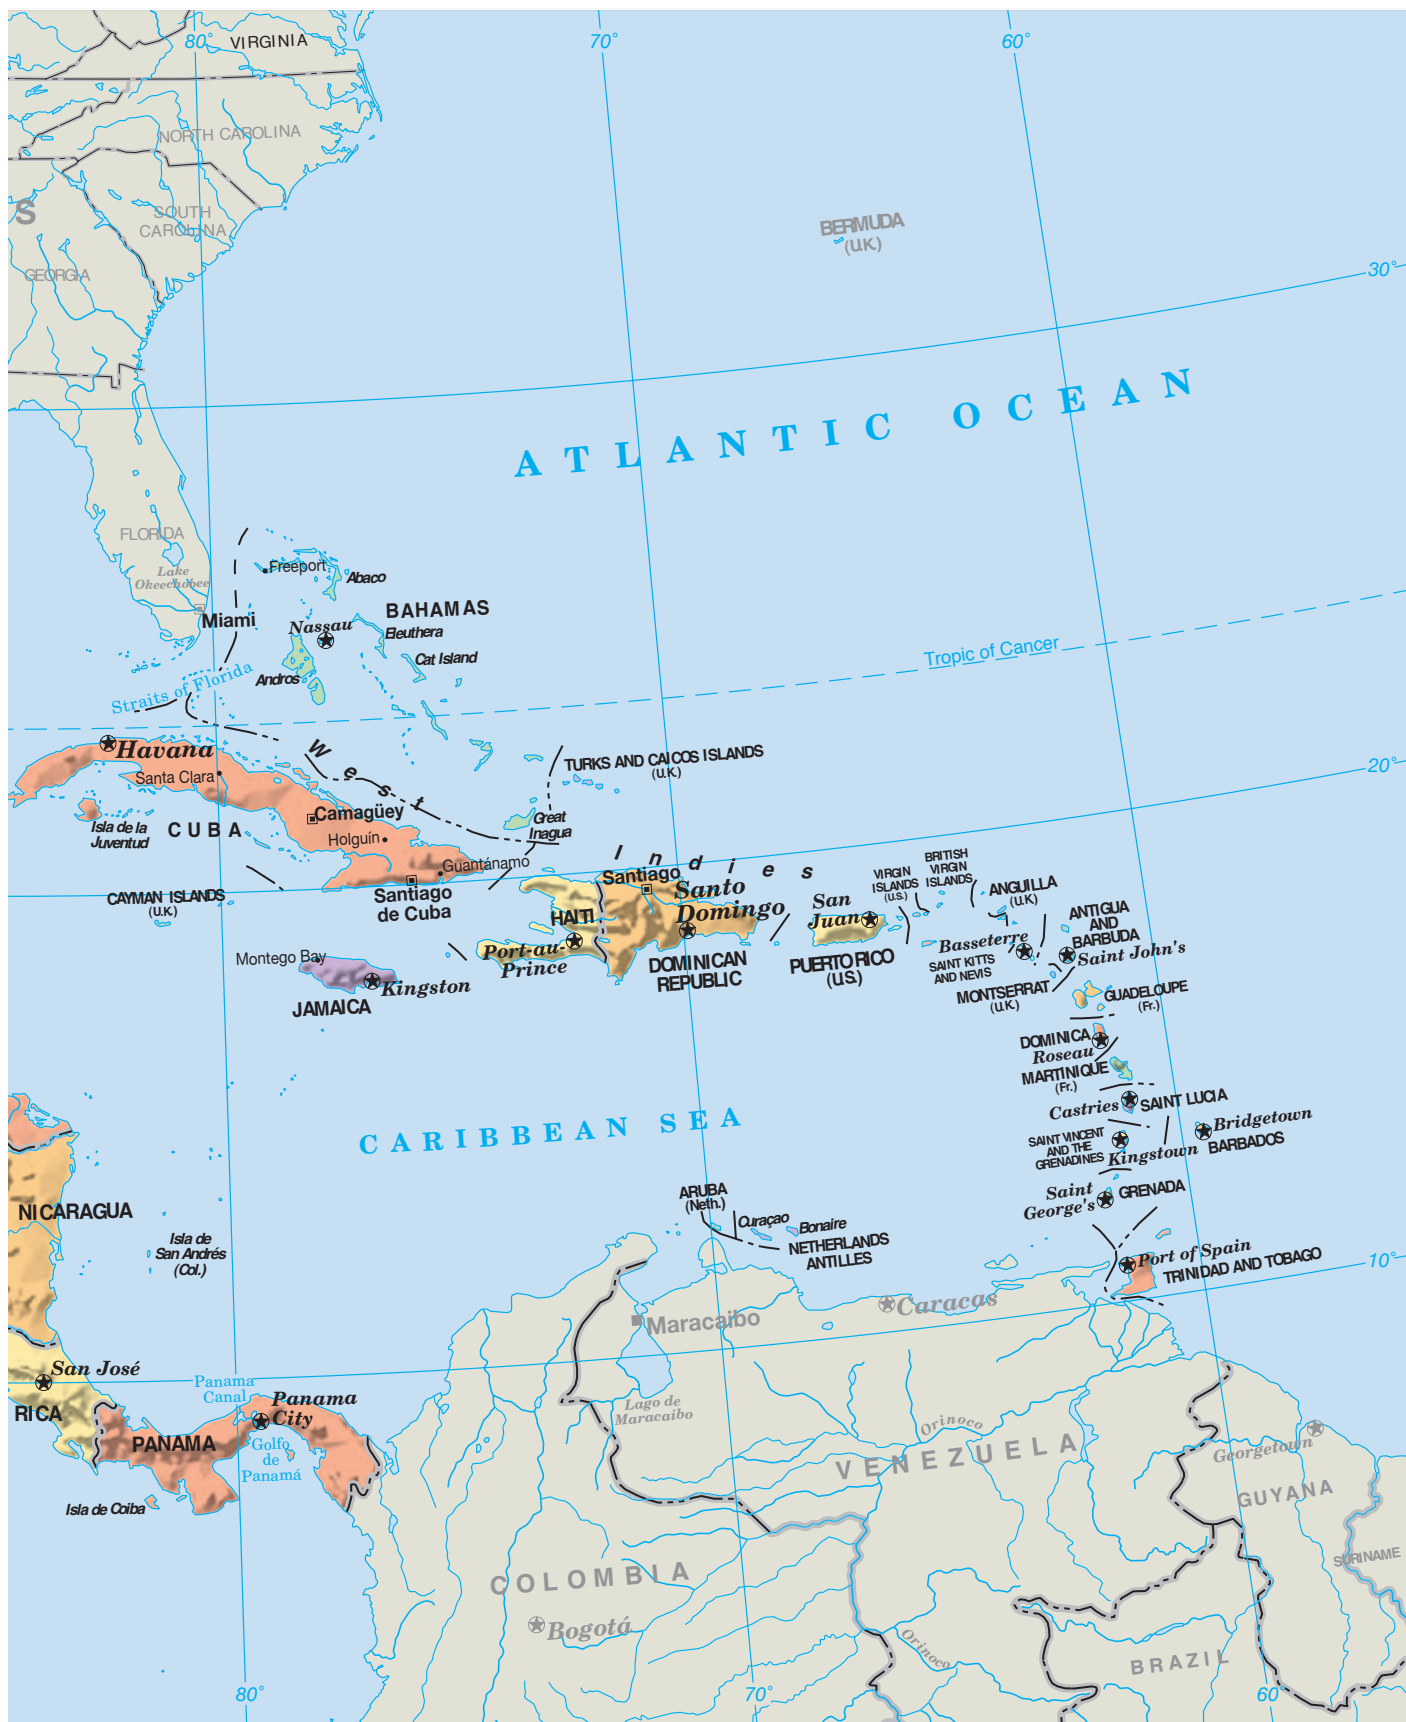 80°
70°
60°
VIRGINIA
NORTH CAROLINA
S
SOUTH
CAROLINA
GEORGIA
BERMUDA
(U.K.)
30°
ATLANTIC OCEAN
FLORIDA
Lake
Okeechobee
Freeport
Abaco
Miami
BAHAMAS
Nassau
Eleuthera
Cat Island
Andros
Straits of Florida
Tropic of Cancer
Havana
West Indies
Santa Clara
TURKS AND CAICOS ISLANDS
(U.K.)
20°
Isla de la
Juventud
CUBA
Camagüey
Holguín
Great
Inagua
Guantánamo
Santiago
de Cuba
CAYMAN ISLANDS
(U.K.)
HAITI
Port-au-
Prince
Santiago
Santo
Domingo
DOMINICAN
REPUBLIC
San
Juan
PUERTO RICO
(U.S.)
VIRGIN
ISLANDS
(U.S.)
BRITISH
VIRGIN
ISLANDS
ANGUILLA
(U.K)
ANTIGUA
AND
BARBUDA
Saint John's
Basseterre
SAINT KITTS
AND NEVIS
MONTSERRAT
(U.K.)
GUADELOUPE
(Fr.)
Montego Bay
Kingston
JAMAICA
DOMINICA
Roseau
MARTINIQUE
(Fr.)
Castries
SAINT LUCIA
SAINT VINCENT
AND THE
GRENADINES
Kingstown
Bridgetown
BARBADOS
CARIBBEAN SEA
Saint
George's
GRENADA
ARUBA
(Neth.)
Curaçao
Bonaire
NETHERLANDS
ANTILLES
Port of Spain
TRINIDAD AND TOBAGO
10°
NICARAGUA
Isla de
San Andrés
(Col.)
Caracas
Maracaibo
San José
RICA
Panama
Canal
Panama
City
PANAMA
Golfo
de
Panamá
Isla de Coiba
Lago de
Maracaibo
Orinoco
VENEZUELA
Georgetown
GUYANA
SURINAME
COLOMBIA
Bogotá
Orinoco
BRAZIL
80°
70°
60°